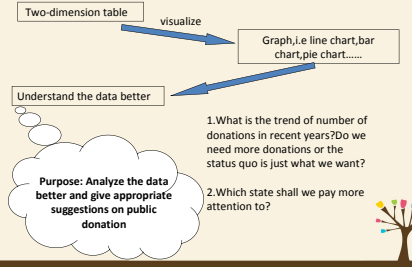 Two-dimension table
visualize
Graph,i.e line chart,bar
chart,pie chart......
Understand the data better
1.What is the trend of number of
donations in recent years?Do we
need more donations or the
status quo is just what we want?
2.Which state shall we pay more
attention to?
Purpose: Analyze the data
better and give appropriate
suggestions on public
donation